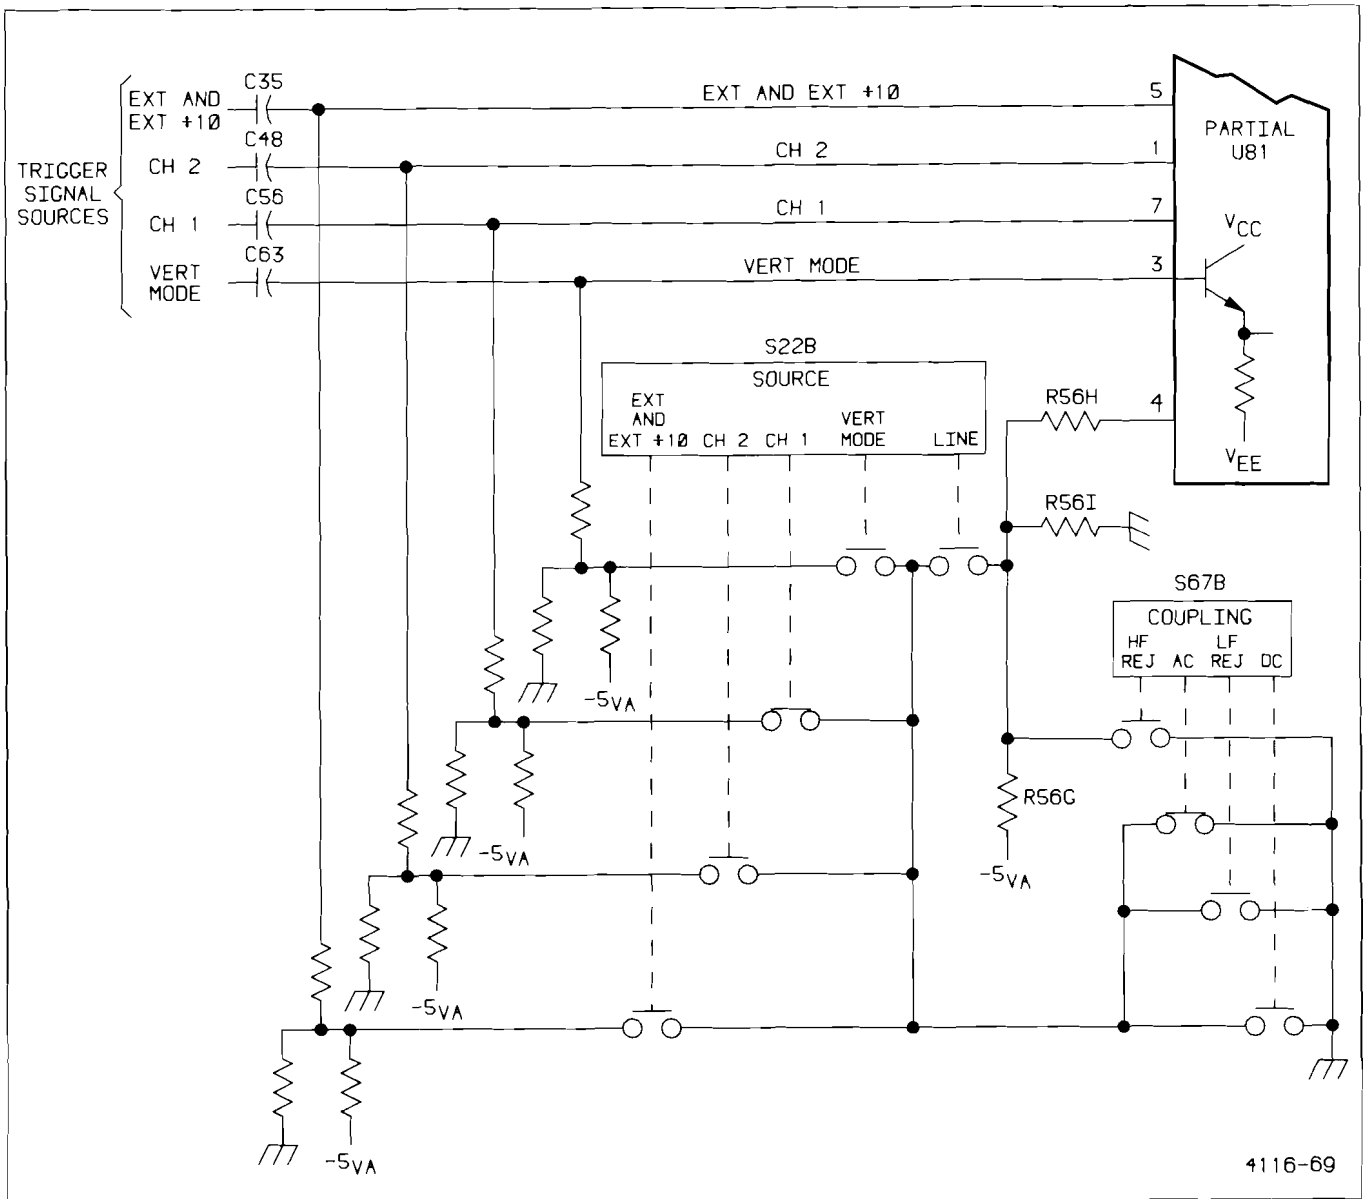 TRIGGER
SIGNAL
SOURCES
EXT AND
EXT +10
C35
EXT AND EXT +10
5
CH 2
C48
CH 2
1
CH 1
C56
CH 1
7
VERT
MODE
C63
VERT MODE
3
PARTIAL
U81
VCC
VEE
4
R56H
R56I
S22B
SOURCE
EXT
AND
EXT +10
CH 2
CH 1
VERT
MODE
LINE
S67B
COUPLING
HF
REJ
AC
LF
REJ
DC
-5VA
-5VA
R56G
-5VA
-5VA
-5VA
4116-69